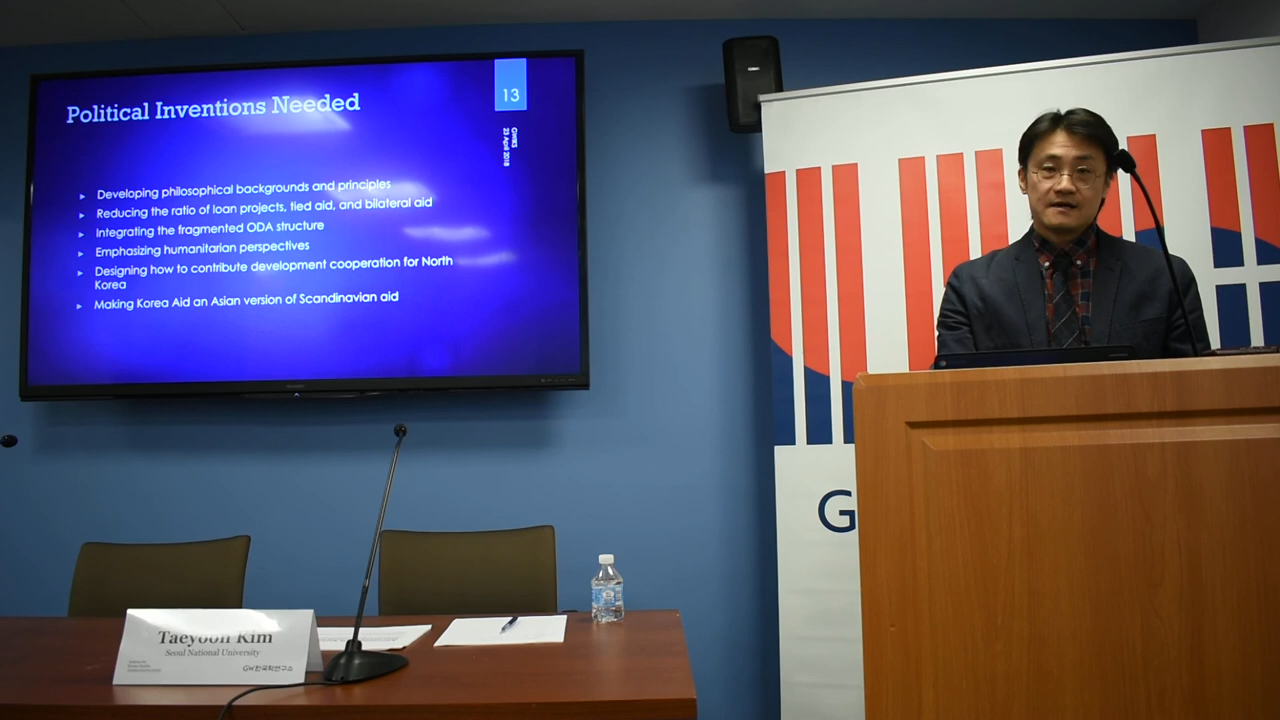 13
Political Inventions Needed
GWIKS
23 April 2018
Developing philosophical backgrounds and principles
Reducing the ratio of loan projects, tied aid, and bilateral aid
Integrating the fragmented ODA structure
Emphasizing humanitarian perspectives
Designing how to contribute development cooperation for North
Korea
Making Korea Aid an Asian version of Scandinavian aid
G
Taeyoon Kim
Seoul National University
GW한국학연구소